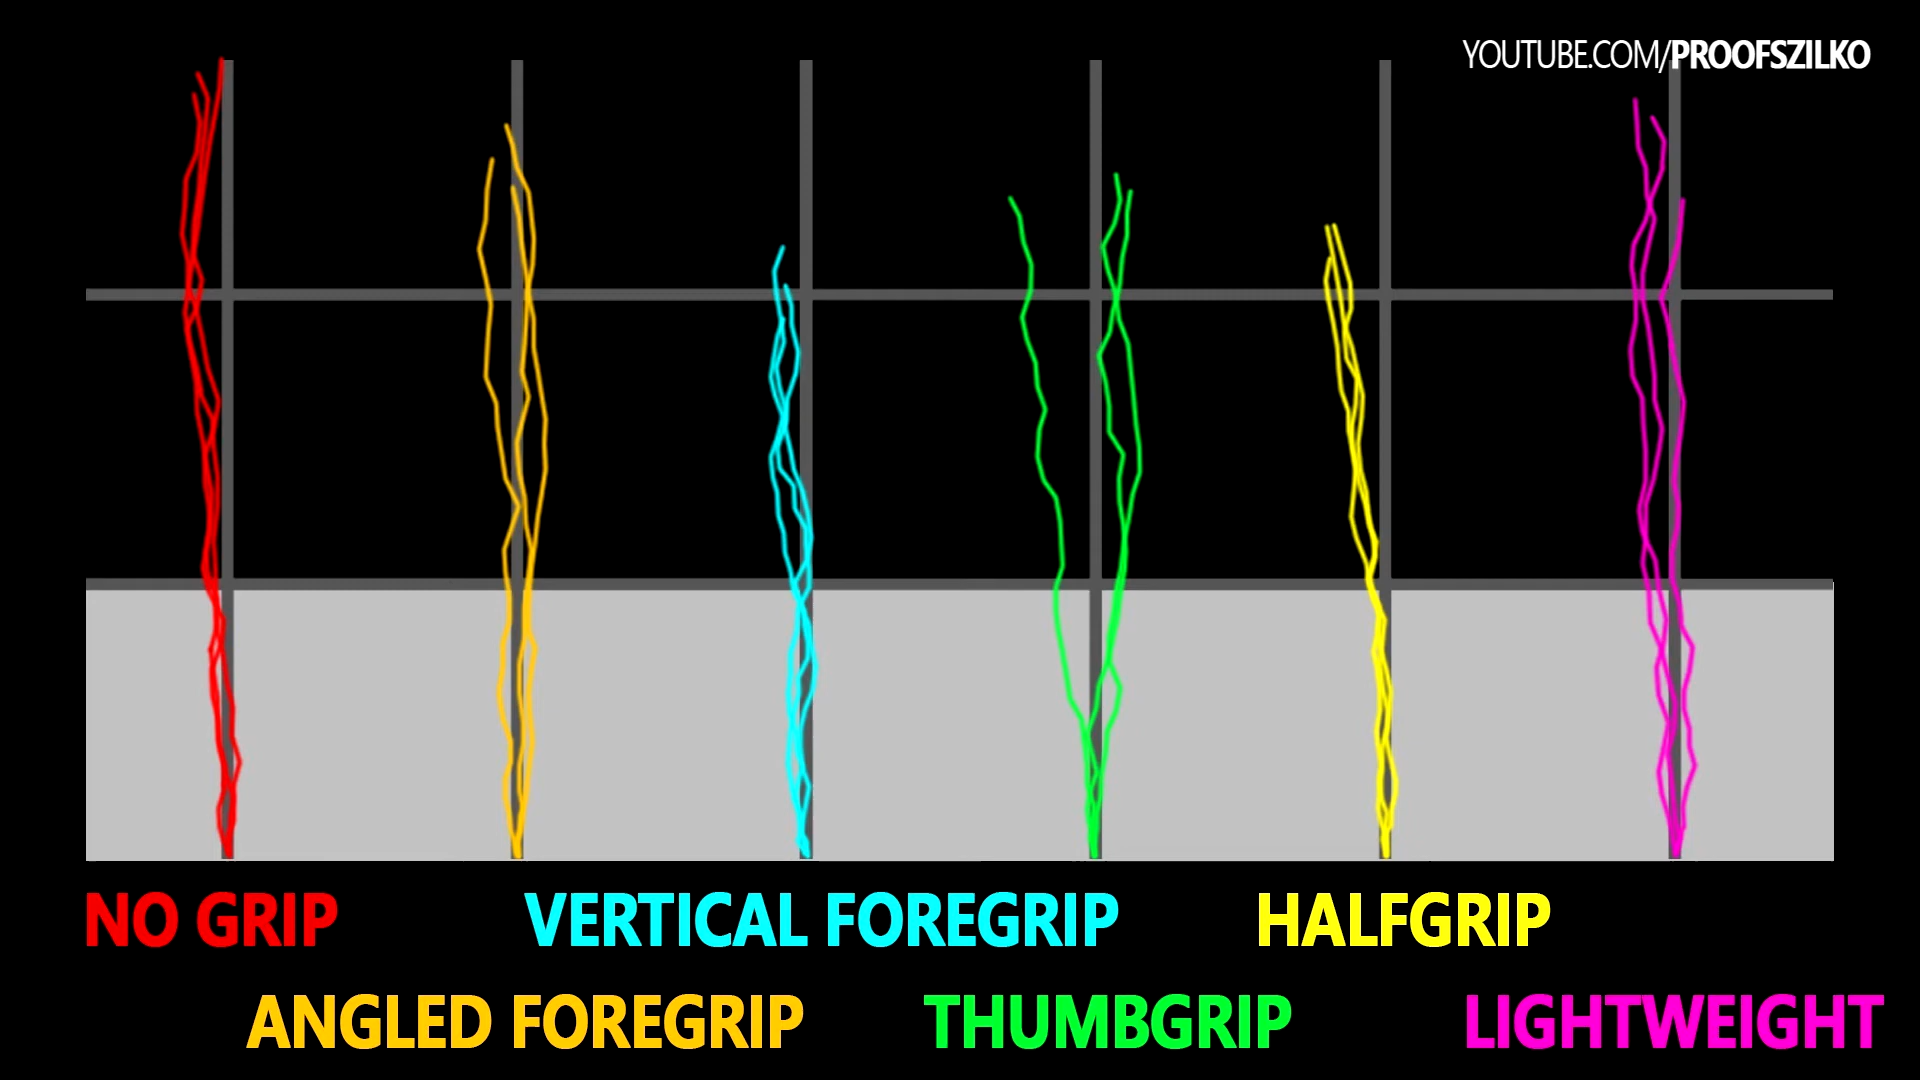 YOUTUBE.COM/PROOFSZILKO
NO GRIP
VERTICAL FOREGRIP
HALFGRIP
ANGLED FOREGRIP
THUMBGRIP
LIGHTWEIGHT